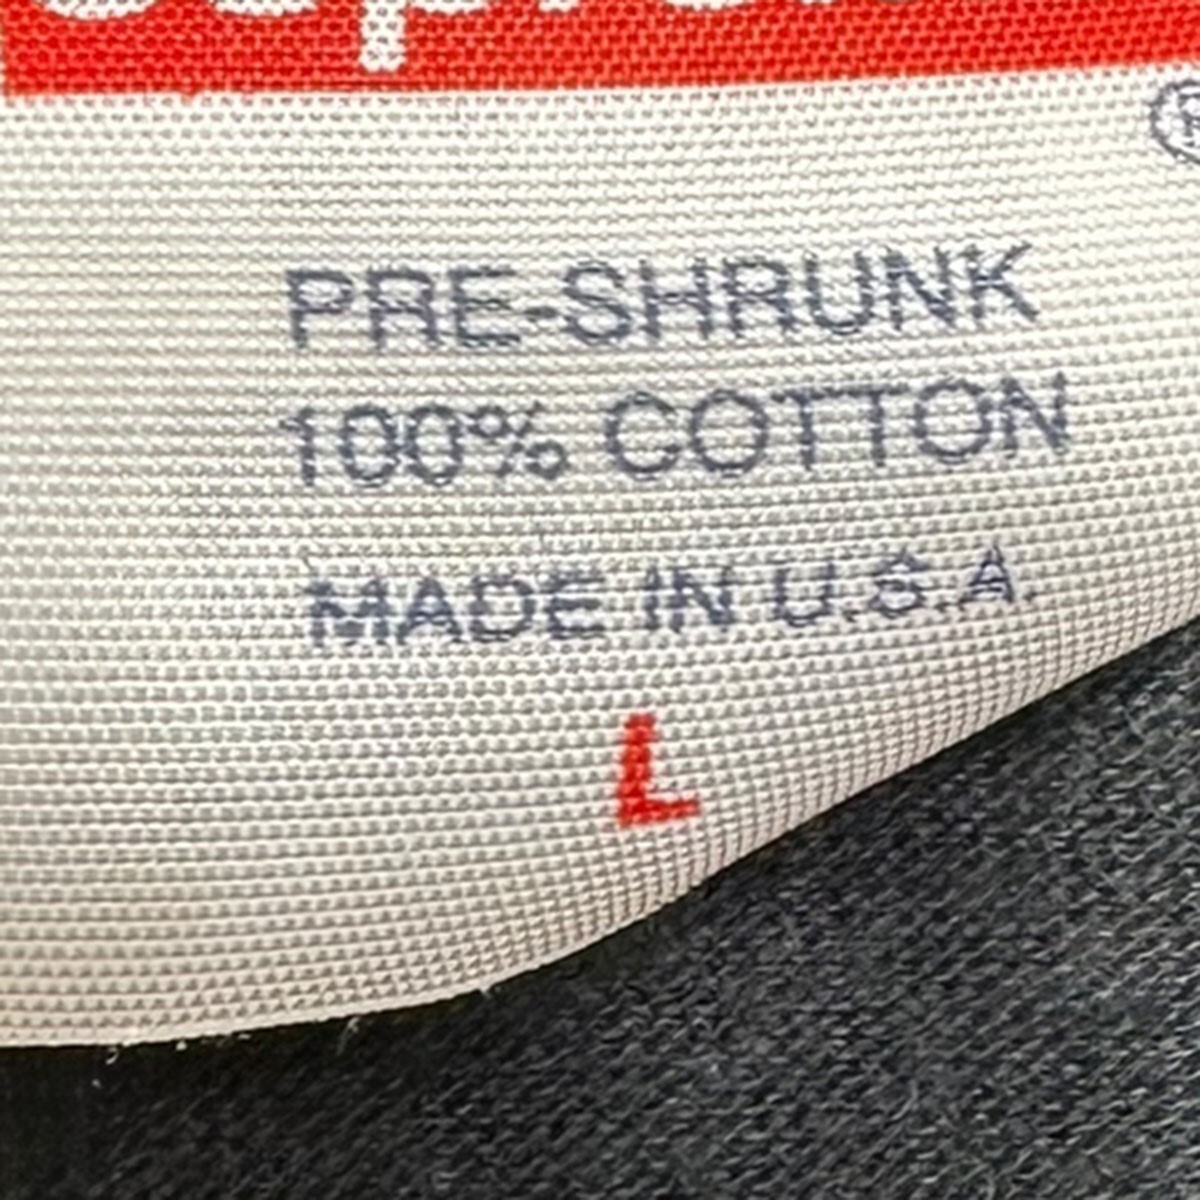 ®
PRE-SHRUNK
100% COTTON
MADE IN U.S.A.
L